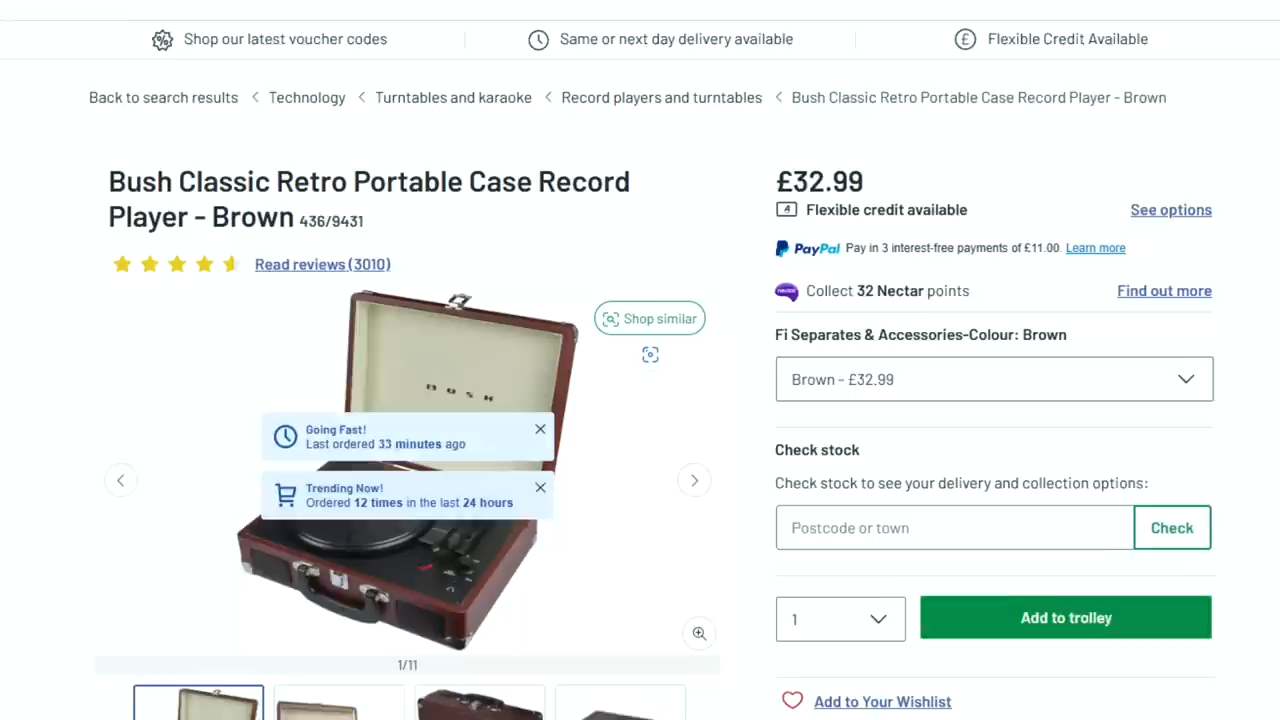 Shop our latest voucher codes
Same or next day delivery available
Flexible Credit Available
Back to search results
Technology
Turntables and karaoke
Record players and turntables
Bush Classic Retro Portable Case Record Player - Brown
Bush Classic Retro Portable Case Record
Player - Brown 436/9431
Read reviews (3010)
Shop similar
BUSH
Going Fast!
Last ordered 33 minutes ago
Trending Now!
Ordered 12 times in the last 24 hours
1/11
£32.99
Flexible credit available
See options
PayPal Pay in 3 interest-free payments of £11.00. Learn more
nectar Collect 32 Nectar points
Find out more
Fi Separates & Accessories-Colour: Brown
Brown - £32.99
Check stock
Check stock to see your delivery and collection options:
Postcode or town
Check
1
Add to trolley
Add to Your Wishlist